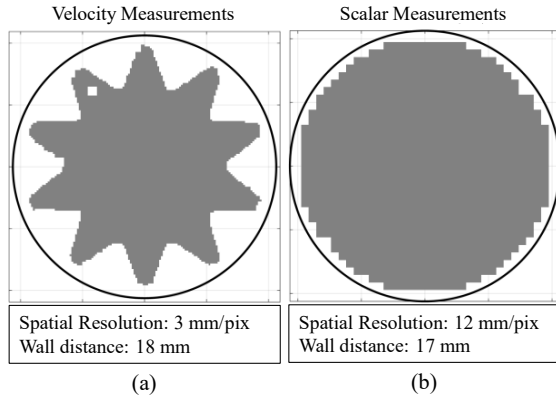 Velocity Measurements
Scalar Measurements
Spatial Resolution: 3 mm/pix
Wall distance: 18 mm
Spatial Resolution: 12 mm/pix
Wall distance: 17 mm
(a)
(b)